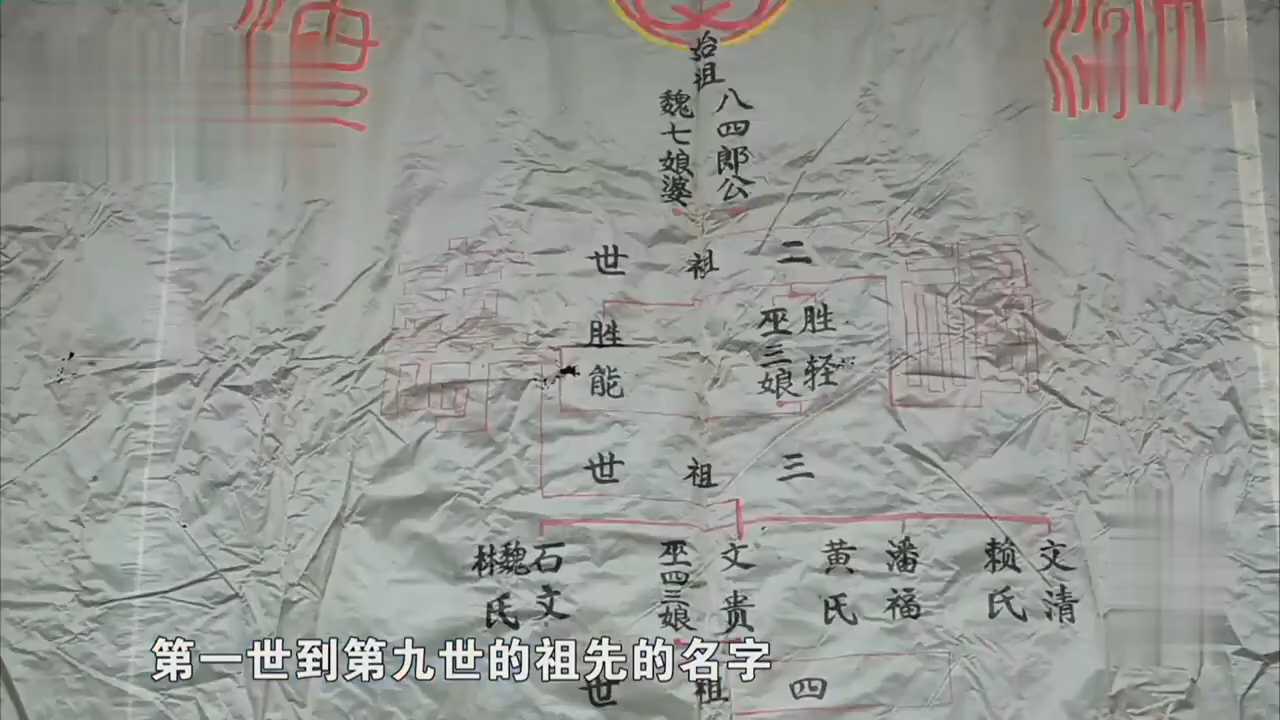 始祖
八四郎公
魏七娘婆
二祖世
胜轻
巫三娘
胜能
三祖世
文清
赖氏
潘福
黄氏
文贵
巫四三娘
石文
魏林氏
四祖世
第一世到第九世的祖先的名字